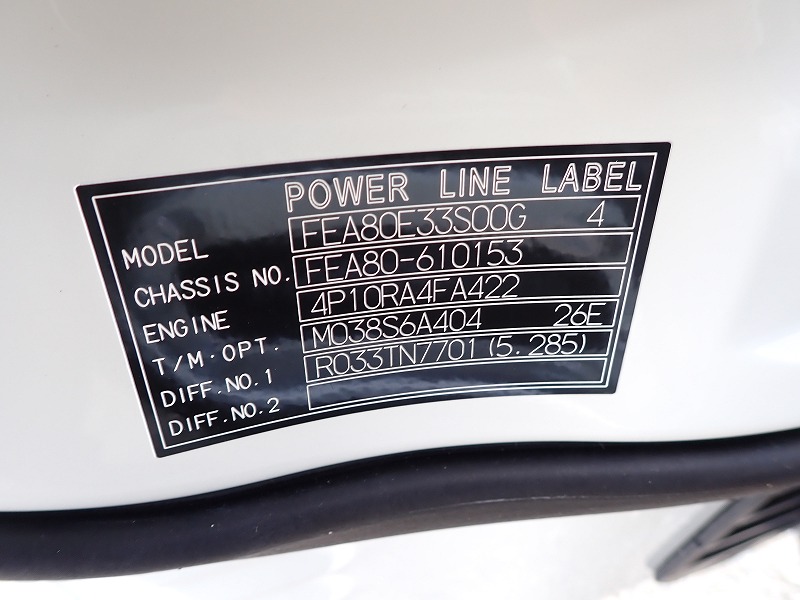 POWER LINE LABEL
MODEL FEA80E33S00G 4
CHASSIS NO. FEA80-610153
ENGINE 4P10RA4FA422
T/M·OPT. M038S6A404 26E
DIFF.NO.1 R033TN7701 (5.285)
DIFF.NO.2